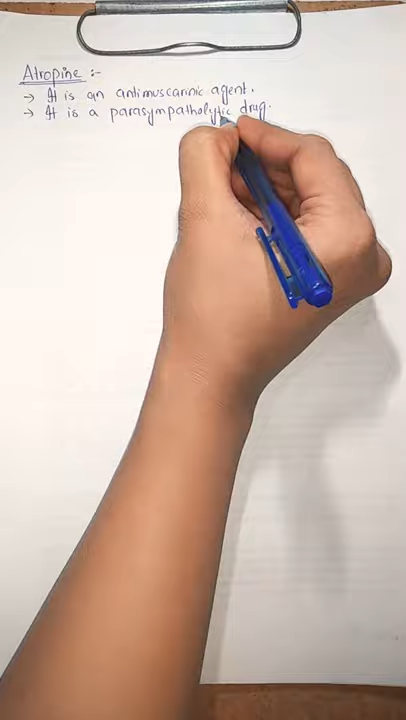 Atropine :-
→ It is an antimuscarinic agent.
→ It is a parasympatholytic drug.